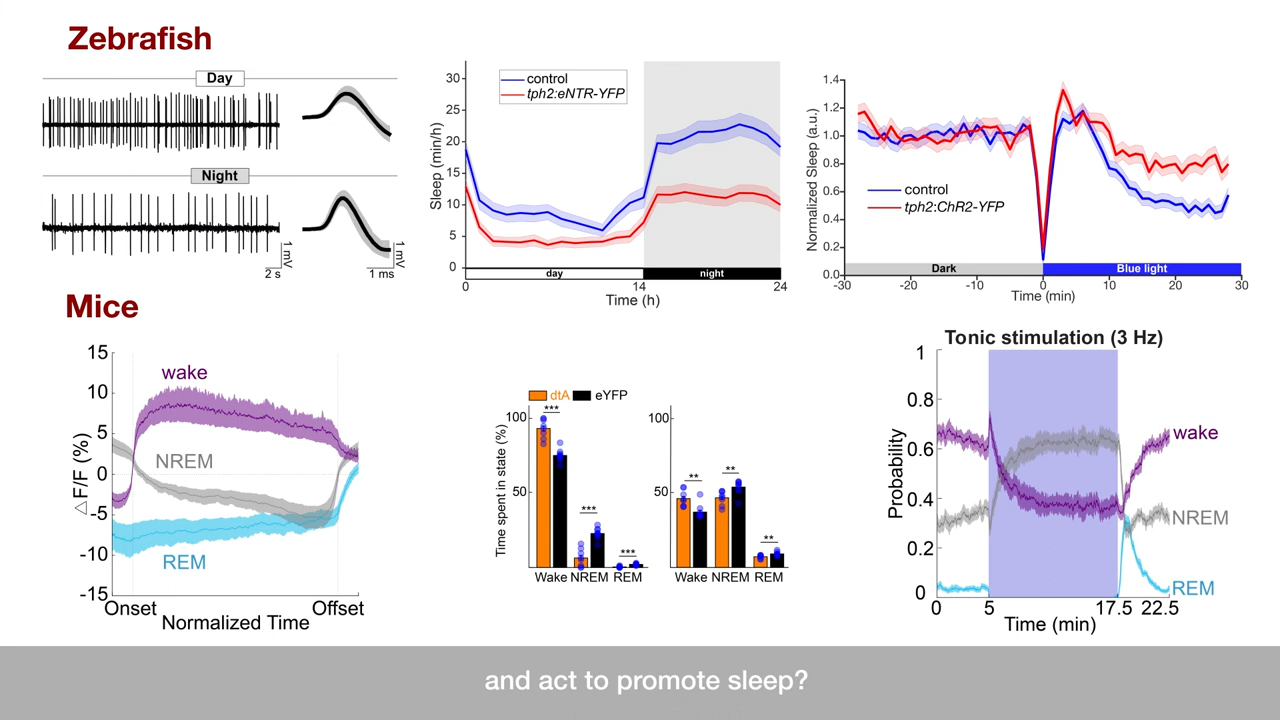 Zebrafish
Day
Night
1 mV
2 s
1 mV
1 ms
control
tph2:eNTR-YFP
Sleep (min/h)
30
25
20
15
10
5
0
day
night
0
14
24
Time (h)
Normalized Sleep (a.u.)
1.4
1.2
1.0
0.8
0.6
0.4
0.2
0.0
control
tph2:ChR2-YFP
Dark
Blue light
-30
-20
-10
0
10
20
30
Time (min)
Mice
△F/F (%)
15
10
5
0
-5
-10
-15
wake
NREM
REM
Onset
Offset
Normalized Time
dtA
eYFP
Time spent in state (%)
100
50
***
***
***
Wake NREM REM
100
50
**
**
**
Wake NREM REM
Tonic stimulation (3 Hz)
Probability
1
0.8
0.6
0.4
0.2
0
wake
NREM
REM
0
5
17.5
22.5
Time (min)
and act to promote sleep?